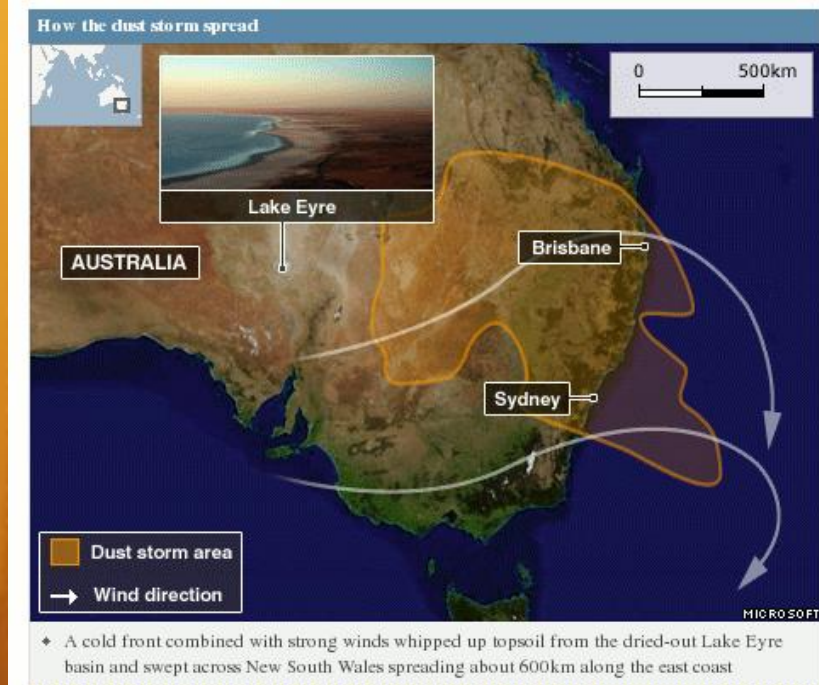 How the dust storm spread
0 500km
Lake Eyre
AUSTRALIA
Brisbane
Sydney
Dust storm area
Wind direction
MICROSOFT
A cold front combined with strong winds whipped up topsoil from the dried-out Lake Eyre
basin and swept across New South Wales spreading about 600km along the east coast